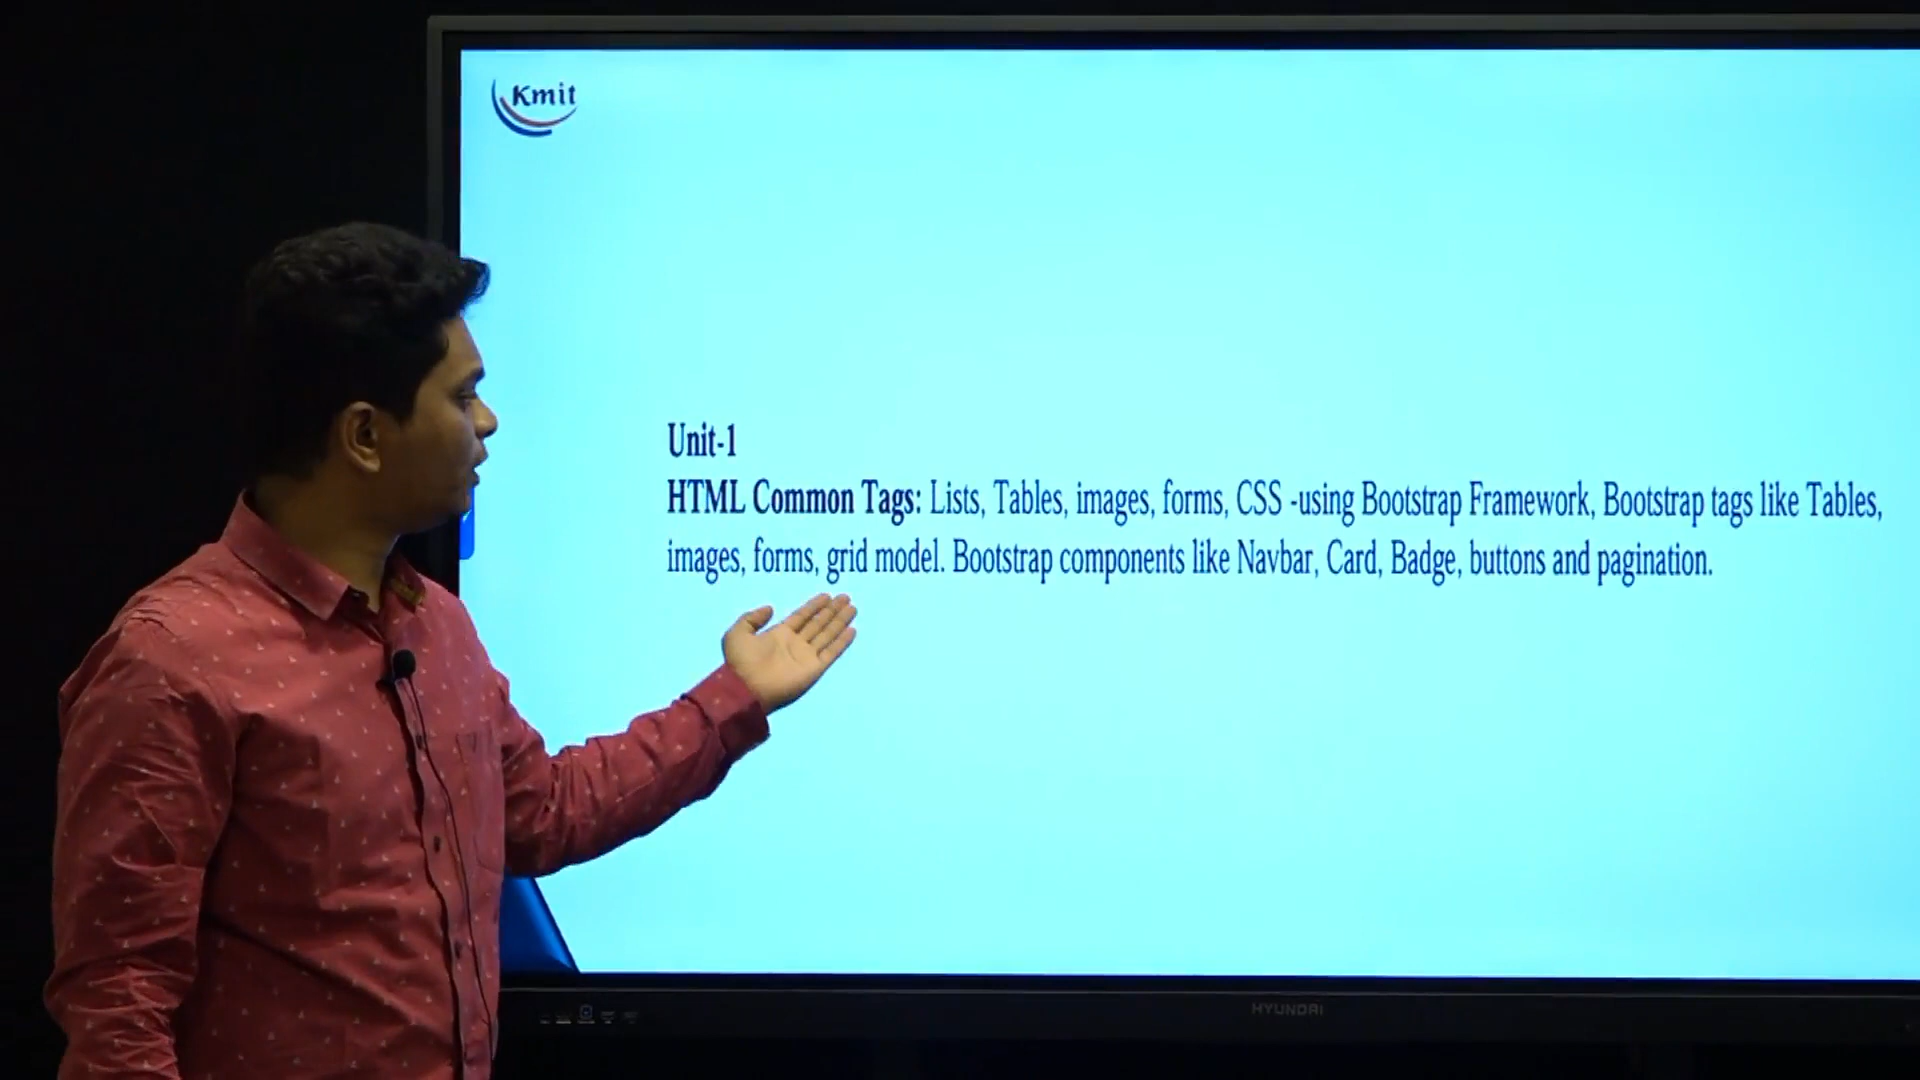 Kmit
Unit-1
HTML Common Tags: Lists, Tables, images, forms, CSS -using Bootstrap Framework, Bootstrap tags like Tables,
images, forms, grid model. Bootstrap components like Navbar, Card, Badge, buttons and pagination.
HYUNDAI